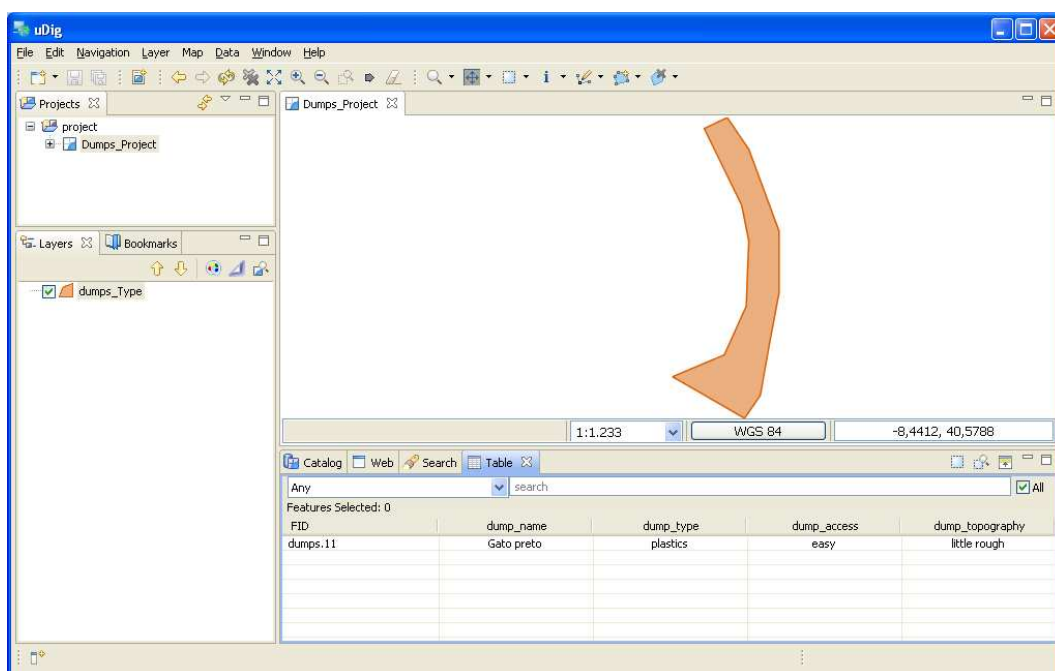 uDig
File Edit Navigation Layer Map Data Window Help
Projects
project
Dumps_Project
Layers Bookmarks
dumps_Type
Dumps_Project
1:1.233 WGS 84 -8,4412, 40,5788
Catalog Web Search Table
Any search All
Features Selected: 0
FID dump_name dump_type dump_access dump_topography
dumps.11 Gato preto plastics easy little rough